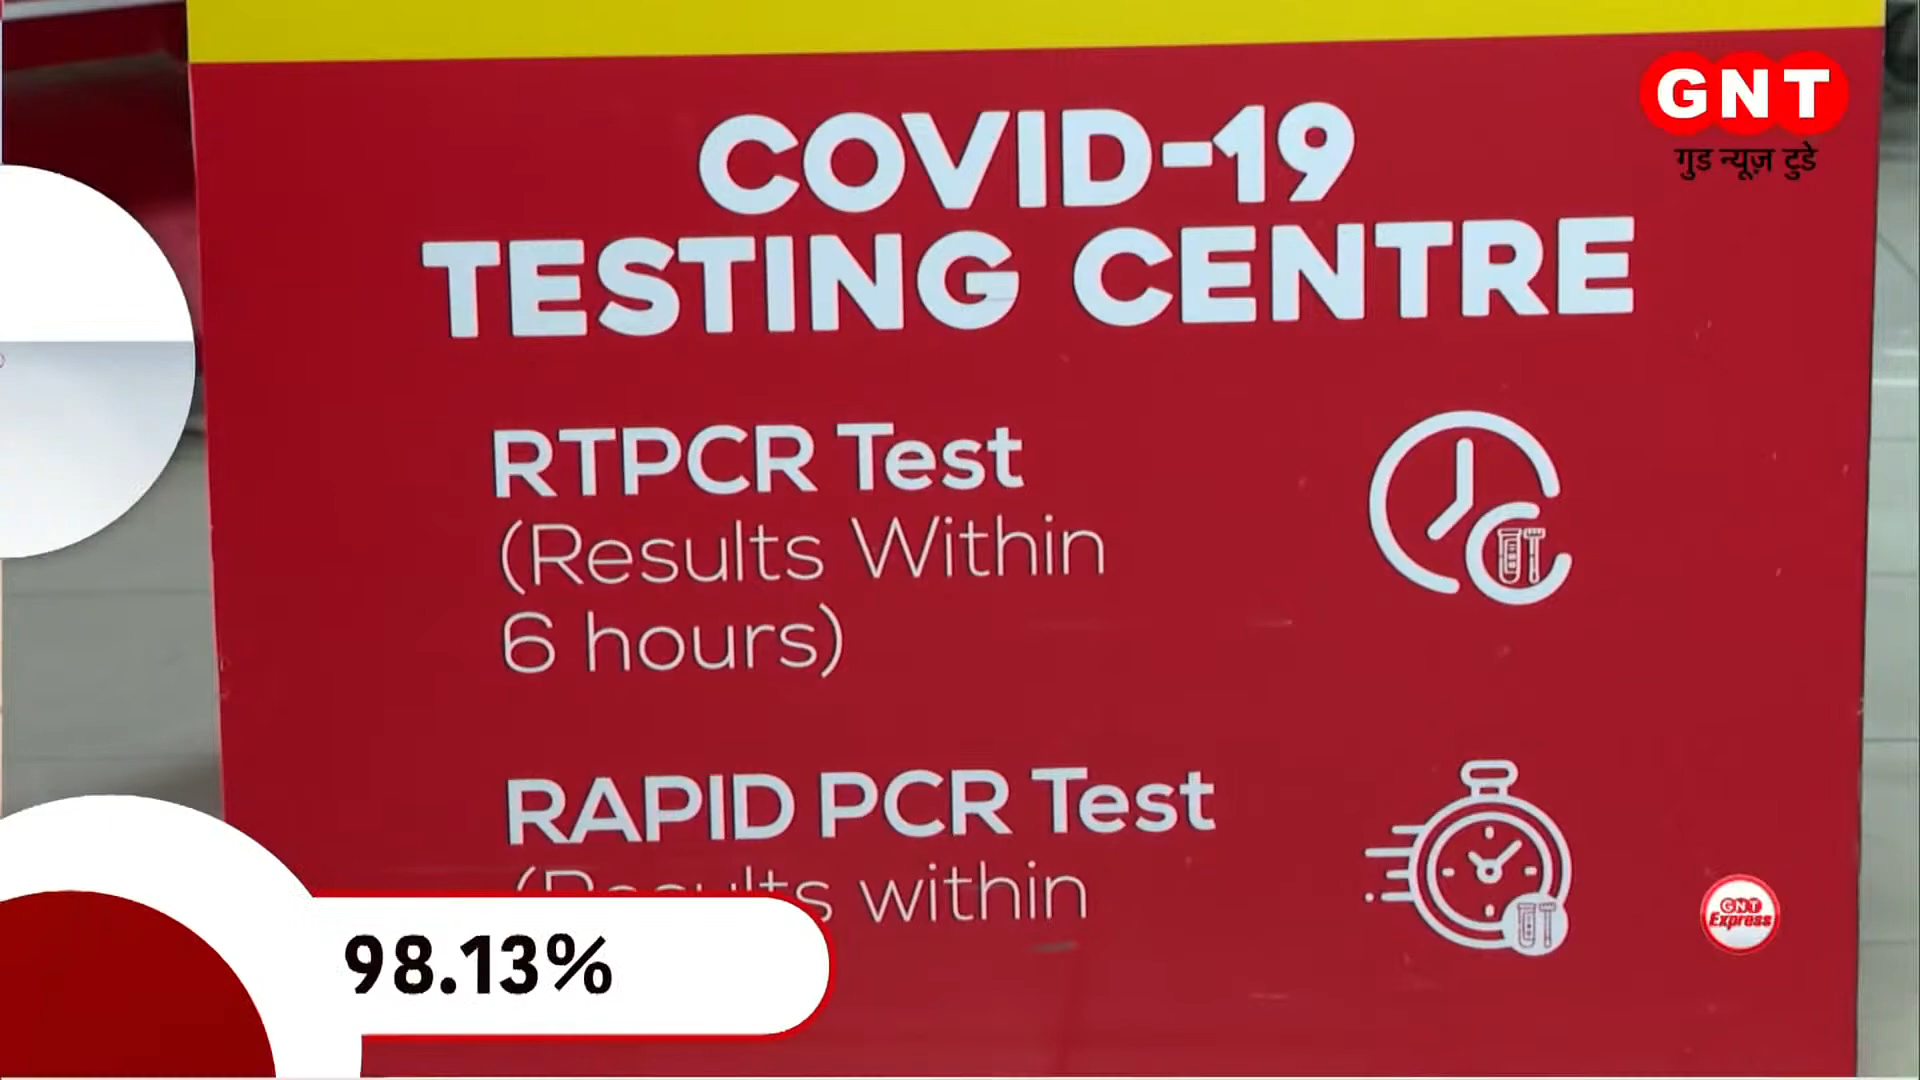 GNT
गुड न्यूज़ टुडे
COVID-19
TESTING CENTRE
RTPCR Test
(Results Within
6 hours)
RAPID PCR Test
(Results within
98.13%
GNT
Express